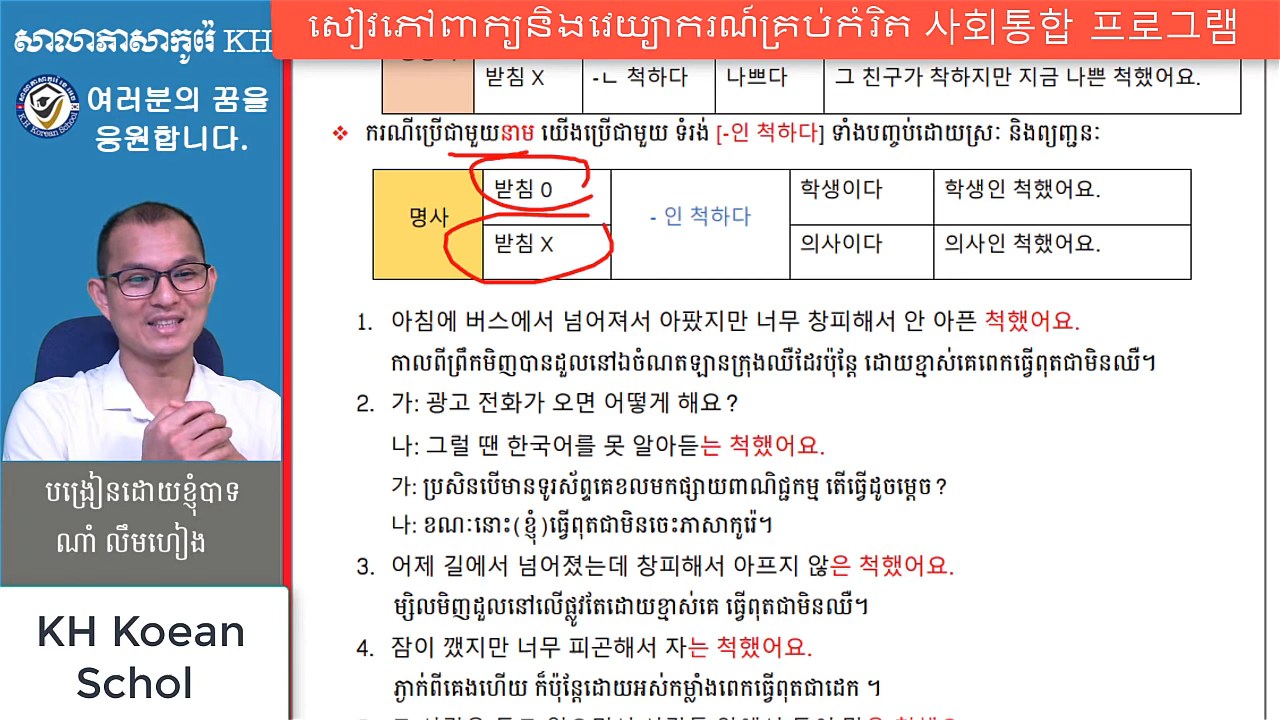 សៀវភៅពាក្យនិងវេយ្យាករណ៍គ្រប់កំរិត 사회통합 프로그램
សាលាភាសាកូរ៉េ KH
여러분의 꿈을
응원합니다.
받침 X
-ㄴ 척하다
나쁘다
그 친구가 착하지만 지금 나쁜 척했어요.
❖ ករណីប្រើជាមួយនាម យើងប្រើជាមួយ ទំរង់ [-인 척하다] ទាំងបញ្ចប់ដោយស្រៈ និងព្យញ្ជនៈ
명사
받침 O
- 인 척하다
학생이다
학생인 척했어요.
받침 X
의사이다
의사인 척했어요.
1. 아침에 버스에서 넘어져서 아팠지만 너무 창피해서 안 아픈 척했어요.
កាលពីព្រឹកមិញបានដួលនៅឯចំណតឡានក្រុងឈឺដែរប៉ុន្តែ ដោយខ្មាស់គេពេកធ្វើពុតជាមិនឈឺ។
2. 가: 광고 전화가 오면 어떻게 해요?
나: 그럴 땐 한국어를 못 알아듣는 척했어요.
가: ប្រសិនបើមានទូរស័ព្ទគេខលមកផ្សាយពាណិជ្ជកម្ម តើធ្វើដូចម្តេច?
나: ខណៈនោះ(ខ្ញុំ)ធ្វើពុតជាមិនចេះភាសាកូរ៉េ។
3. 어제 길에서 넘어졌는데 창피해서 아프지 않은 척했어요.
ម្សិលមិញដួលនៅលើផ្លូវតែដោយខ្មាស់គេ ធ្វើពុតជាមិនឈឺ។
4. 잠이 깼지만 너무 피곤해서 자는 척했어요.
ភ្ញាក់ពីគេងហើយ ក៏ប៉ុន្តែដោយអស់កម្លាំងពេកធ្វើពុតជាដេក ។
បង្រៀនដោយខ្ញុំបាទ
ណាំ លឹមហៀង
KH Koean
Schol